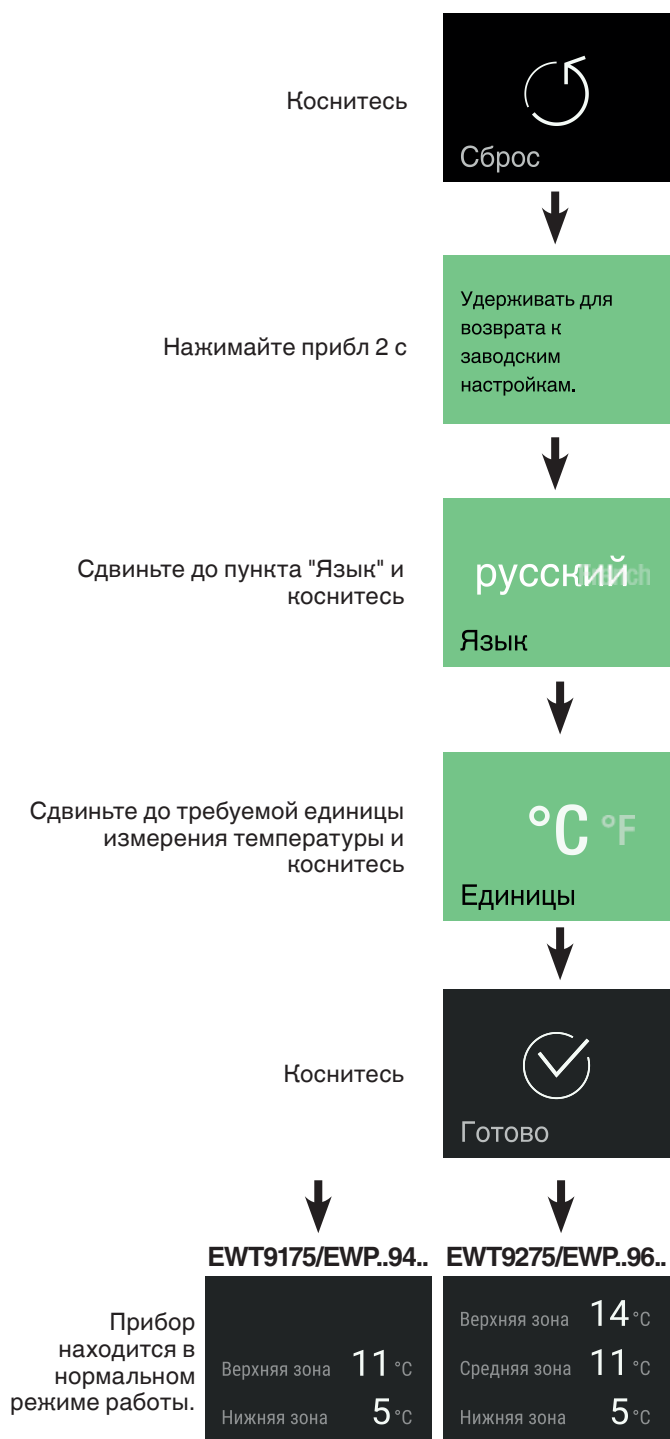 Коснитесь
Сброс
Нажимайте прибл 2 с
Удерживать для
возврата к
заводским
настройкам.
Сдвиньте до пункта "Язык" и
коснитесь
русский
Язык
Сдвиньте до требуемой единицы
измерения температуры и
коснитесь
°C °F
Единицы
Коснитесь
Готово
EWT9175/EWP..94.. EWT9275/EWP..96..
Прибор
находится в
нормальном
режиме работы.
Верхняя зона 11 °C
Нижняя зона 5 °C
Верхняя зона 14 °C
Средняя зона 11 °C
Нижняя зона 5 °C